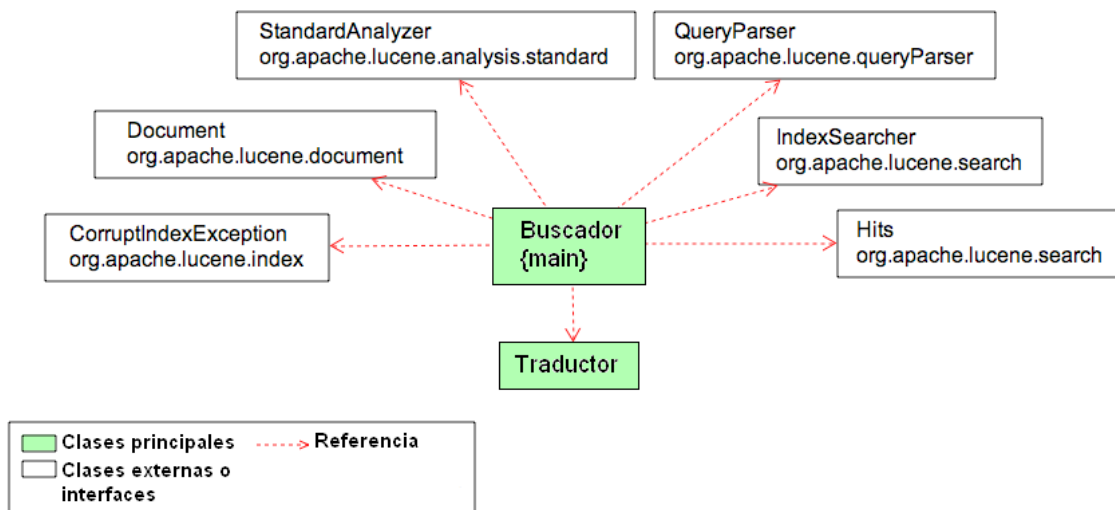 StandardAnalyzer
org.apache.lucene.analysis.standard
QueryParser
org.apache.lucene.queryParser
Document
org.apache.lucene.document
IndexSearcher
org.apache.lucene.search
CorruptIndexException
org.apache.lucene.index
Buscador
{main}
Hits
org.apache.lucene.search
Traductor
Clases principales
Referencia
Clases externas o
interfaces